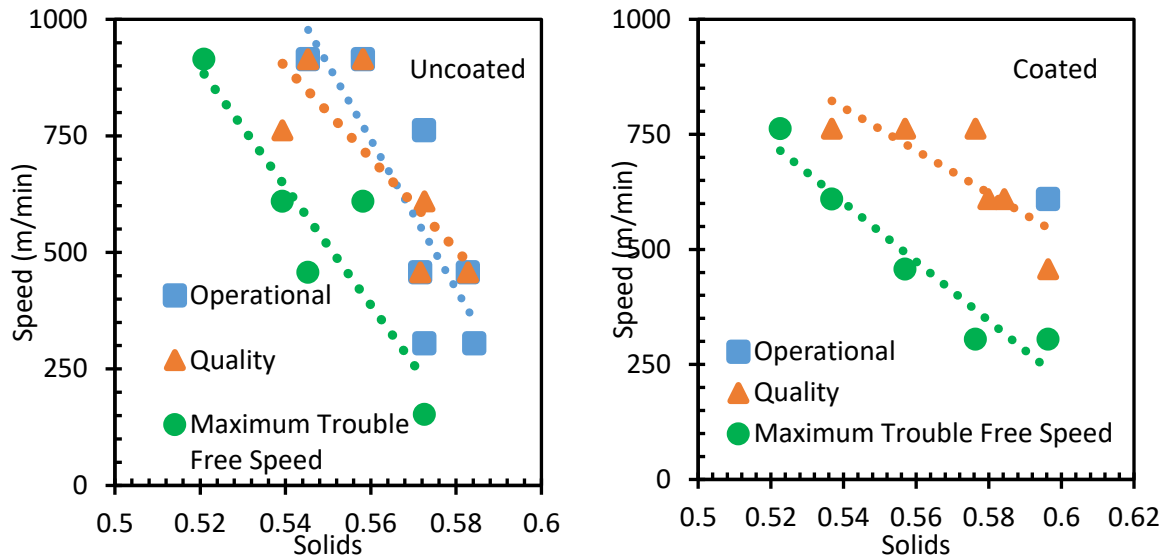 1000
Uncoated
750
Speed (m/min)
500
Operational
250
Quality
Maximum Trouble
Free Speed
0
0.5 0.52 0.54 0.56 0.58 0.6
Solids
1000
Coated
750
Speed (m/min)
500
250
Operational
Quality
Maximum Trouble Free Speed
0
0.5 0.52 0.54 0.56 0.58 0.6 0.62
Solids